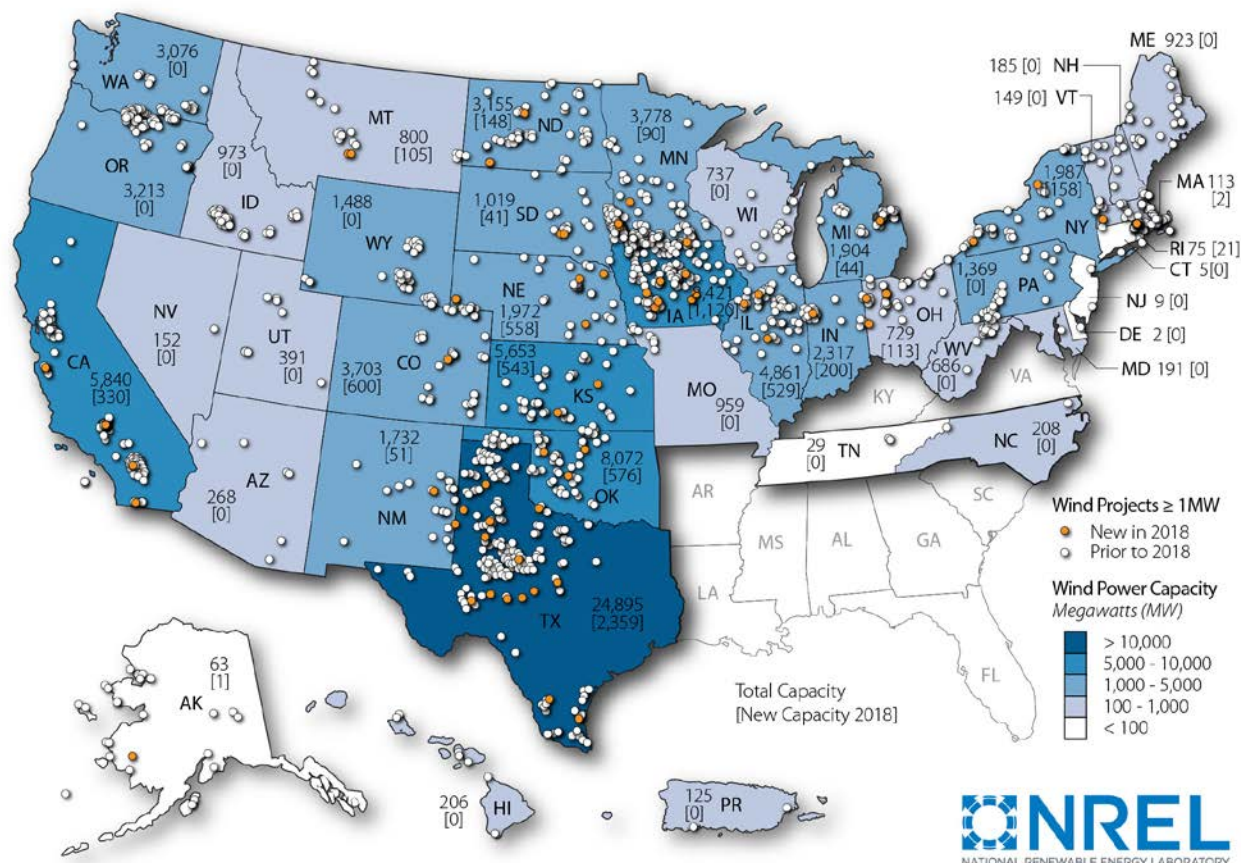 3,076
[0]
WA
OR
3,213
[0]
973
[0]
ID
MT
800
[105]
3,155
[148]
ND
3,778
[90]
MN
1,019
[41]
SD
1,488
[0]
WY
737
[0]
WI
MI
1,904
[44]
ME 923 [0]
185 [0] NH
149 [0] VT
1,987
[158]
NY
MA 113
[2]
RI 75 [21]
CT 5[0]
NJ 9 [0]
DE 2 [0]
MD 191 [0]
1,369
[0]
PA
NE
1,972
[558]
IA
[1,120]
IL
4,861
[529]
IN
2,317
[200]
OH
729
[113]
WV
686
[0]
VA
KY
NV
152
[0]
UT
391
[0]
CO
3,703
[600]
5,653
[543]
KS
MO
959
[0]
CA
5,840
[330]
AZ
268
[0]
1,732
[51]
NM
8,072
[576]
OK
TX
24,895
[2,359]
29
[0]
TN
NC
208
[0]
AR
SC
MS
AL
GA
LA
FL
63
[1]
AK
206
[0]
HI
125
[0]
PR
Total Capacity
[New Capacity 2018]
Wind Projects ≥ 1MW
New in 2018
Prior to 2018
Wind Power Capacity
Megawatts (MW)
> 10,000
5,000 - 10,000
1,000 - 5,000
100 - 1,000
< 100
NREL
NATIONAL RENEWABLE ENERGY LABORATORY